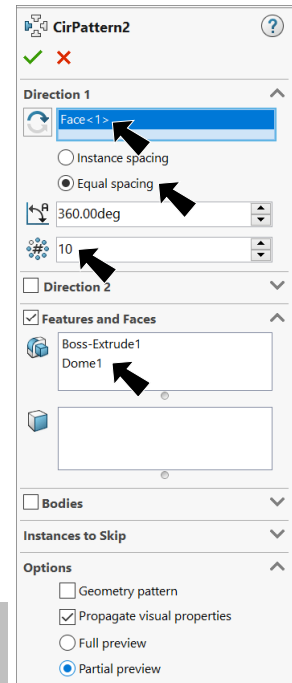 CirPattern2
?
Direction 1
Face<1>
Instance spacing
Equal spacing
A
360.00deg
#
10
Direction 2
Features and Faces
Boss-Extrude1
Dome1
Bodies
Instances to Skip
Options
Geometry pattern
Propagate visual properties
Full preview
Partial preview